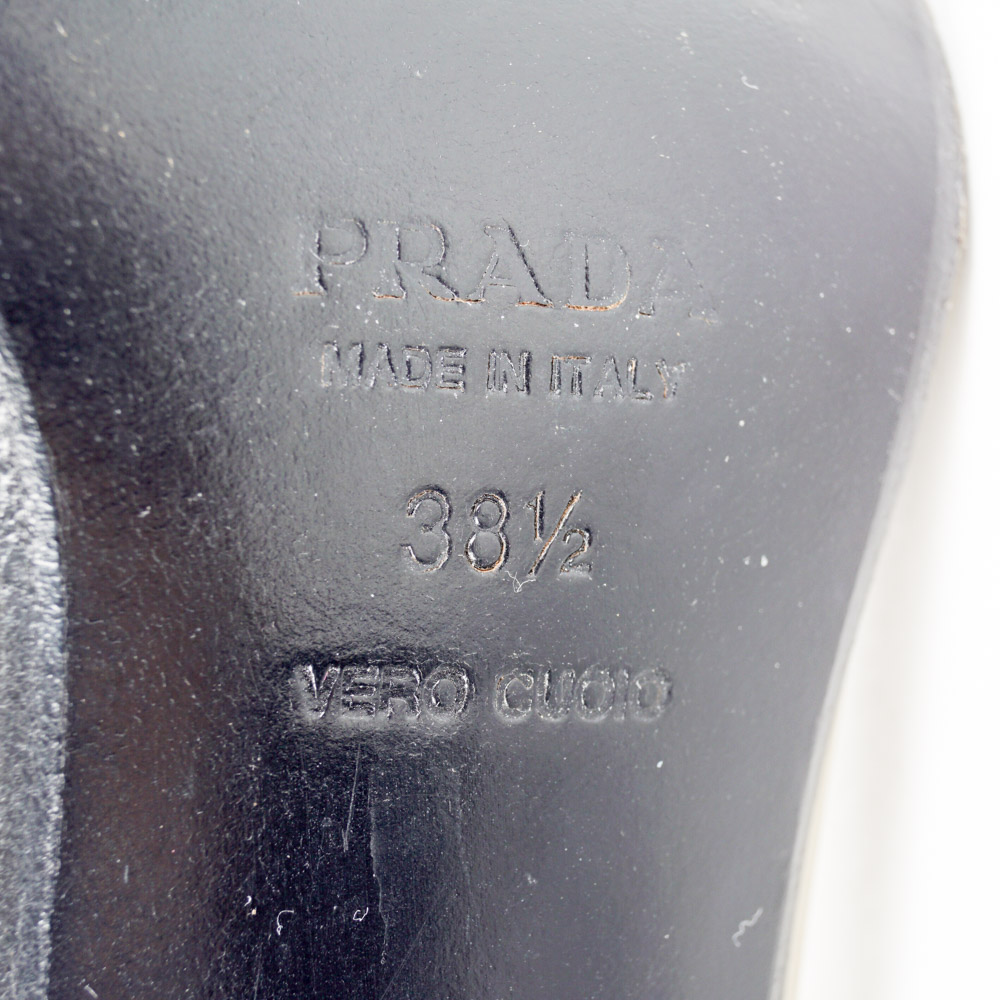 PRADA
MADE IN ITALY
38½
VERO CUOIO